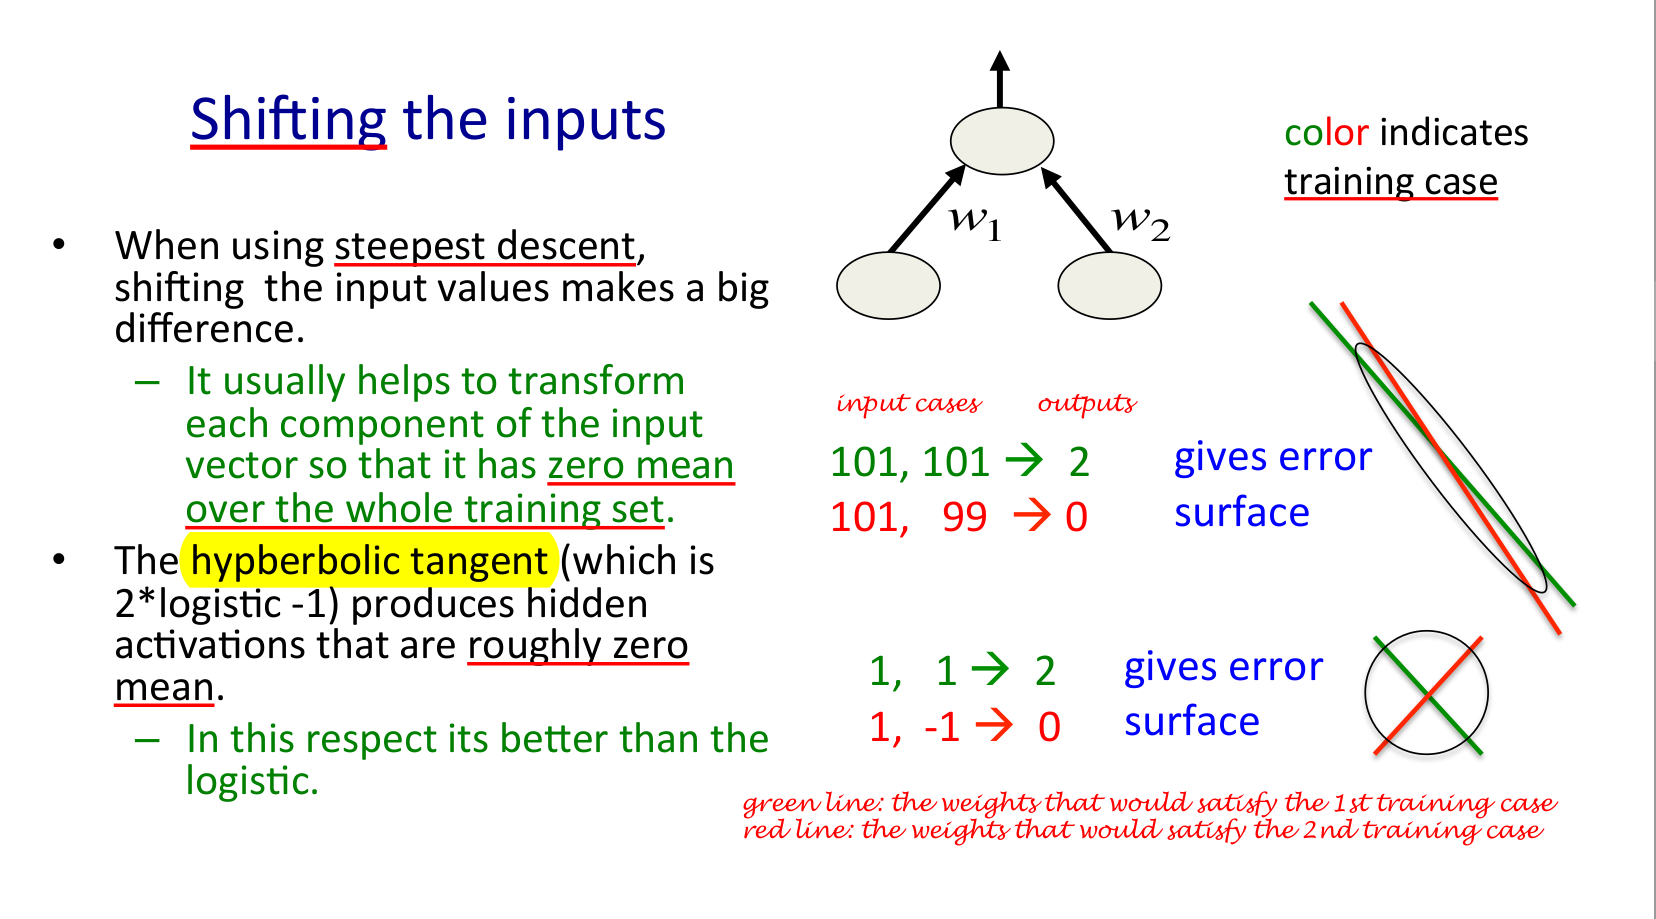 Shifting the inputs
• When using steepest descent,
shifting the input values makes a big
difference.
– It usually helps to transform
each component of the input
vector so that it has zero mean
over the whole training set.
• The hypberbolic tangent (which is
2*logistic -1) produces hidden
activations that are roughly zero
mean.
– In this respect its better than the
logistic.
w1 w2
color indicates
training case
input cases outputs
101, 101 → 2
101, 99 → 0
gives error
surface
1, 1 → 2
1, -1 → 0
gives error
surface
green line: the weights that would satisfy the 1st training case
red line: the weights that would satisfy the 2nd training case